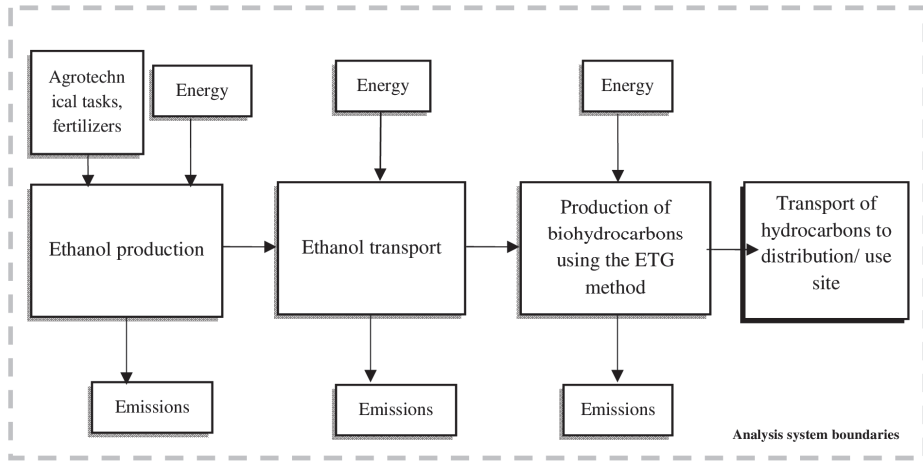 Agrotechn
ical tasks,
fertilizers
Energy
Energy
Energy
Ethanol production
Ethanol transport
Production of
biohydrocarbons
using the ETG
method
Transport of
hydrocarbons to
distribution/ use
site
Emissions
Emissions
Emissions
Analysis system boundaries